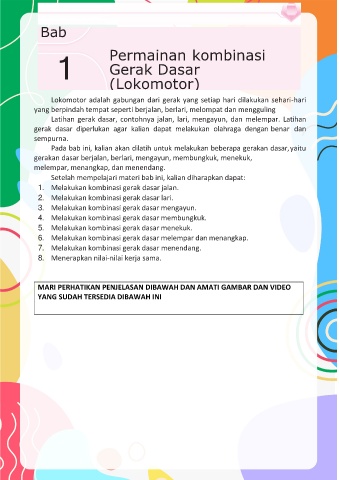 Bab
1
Permainan kombinasi
Gerak Dasar
(Lokomotor)
Lokomotor adalah gabungan dari gerak yang setiap hari dilakukan sehari-hari
yang berpindah tempat seperti berjalan, berlari, melompat dan mengguling
Latihan gerak dasar, contohnya jalan, lari, mengayun, dan melempar. Latihan
gerak dasar diperlukan agar kalian dapat melakukan olahraga dengan benar dan
sempurna.
Pada bab ini, kalian akan dilatih untuk melakukan beberapa gerakan dasar,yaitu
gerakan dasar berjalan, berlari, mengayun, membungkuk, menekuk,
melempar, menangkap, dan menendang.
Setelah mempelajari materi bab ini, kalian diharapkan dapat:
1. Melakukan kombinasi gerak dasar jalan.
2. Melakukan kombinasi gerak dasar lari.
3. Melakukan kombinasi gerak dasar mengayun.
4. Melakukan kombinasi gerak dasar membungkuk.
5. Melakukan kombinasi gerak dasar menekuk.
6. Melakukan kombinasi gerak dasar melempar dan menangkap.
7. Melakukan kombinasi gerak dasar menendang.
8. Menerapkan nilai-nilai kerja sama.
MARI PERHATIKAN PENJELASAN DIBAWAH DAN AMATI GAMBAR DAN VIDEO
YANG SUDAH TERSEDIA DIBAWAH INI